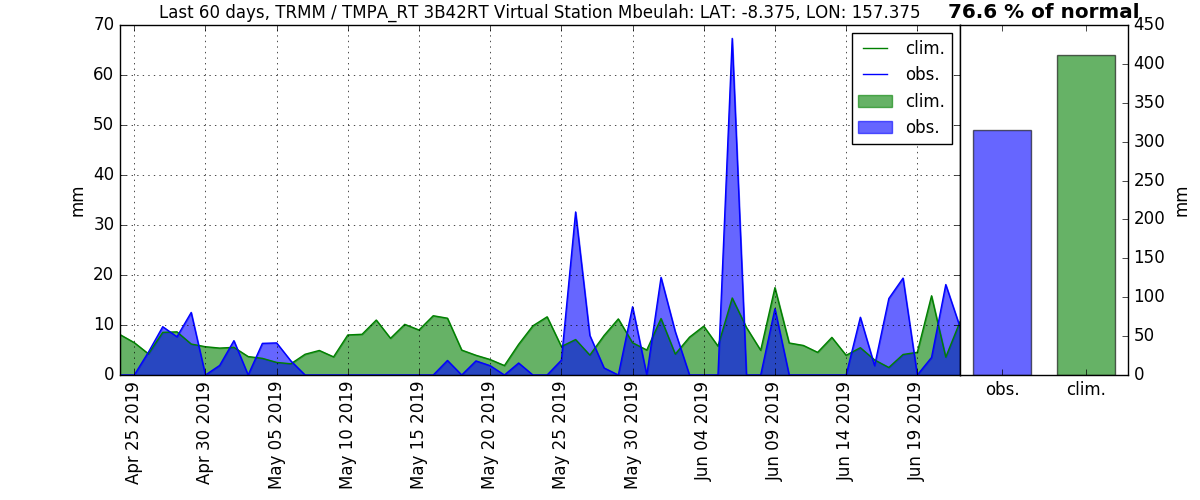 Last 60 days, TRMM / TMPA_RT 3B42RT Virtual Station Mbeulah: LAT: -8.375, LON: 157.375
76.6 % of normal
70
60
50
40
30
20
10
0
mm
clim.
obs.
clim.
obs.
450
400
350
300
250
200
150
100
50
0
mm
Apr 25 2019
Apr 30 2019
May 05 2019
May 10 2019
May 15 2019
May 20 2019
May 25 2019
May 30 2019
Jun 04 2019
Jun 09 2019
Jun 14 2019
Jun 19 2019
obs.
clim.